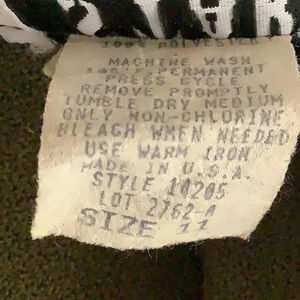 100% POLYESTER
MACHINE WASH
PERMANENT
PRESS CYCLE
REMOVE PROMPTLY
TUMBLE DRY MEDIUM
ONLY NON-CHLORINE
BLEACH WHEN NEEDED
USE WARM IRON
MADE IN U.S.A.
STYLE 14205
LOT 2762-A
SIZE 11